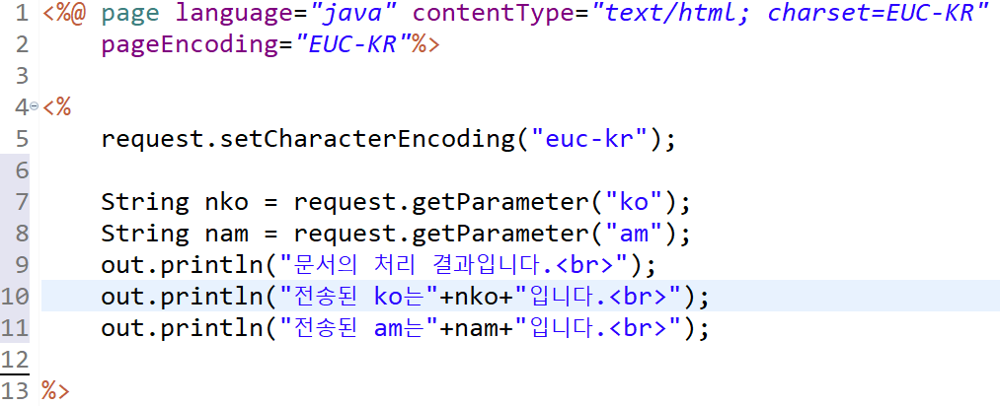 1 <%@ page language="java" contentType="text/html; charset=EUC-KR"
2     pageEncoding="EUC-KR"%>
3
4 <%
5     request.setCharacterEncoding("euc-kr");
6
7     String nko = request.getParameter("ko");
8     String nam = request.getParameter("am");
9     out.println("문서의 처리 결과입니다.<br>");
10     out.println("전송된 ko는"+nko+"입니다.<br>");
11     out.println("전송된 am는"+nam+"입니다.<br>");
12
13 %>